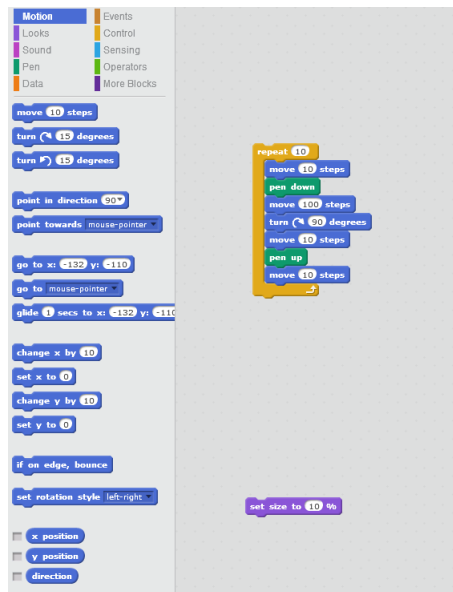 Motion Events
Looks Control
Sound Sensing
Pen Operators
Data More Blocks
move 10 steps
turn 15 degrees
turn 15 degrees
point in direction 90
point towards mouse-pointer
go to x: -132 y: -110
go to mouse-pointer
glide 1 secs to x: -132 y: -110
change x by 10
set x to 0
change y by 10
set y to 0
if on edge, bounce
set rotation style left-right
x position
y position
direction
repeat 10
move 10 steps
pen down
move 100 steps
turn 90 degrees
move 10 steps
pen up
move 10 steps
set size to 10 %